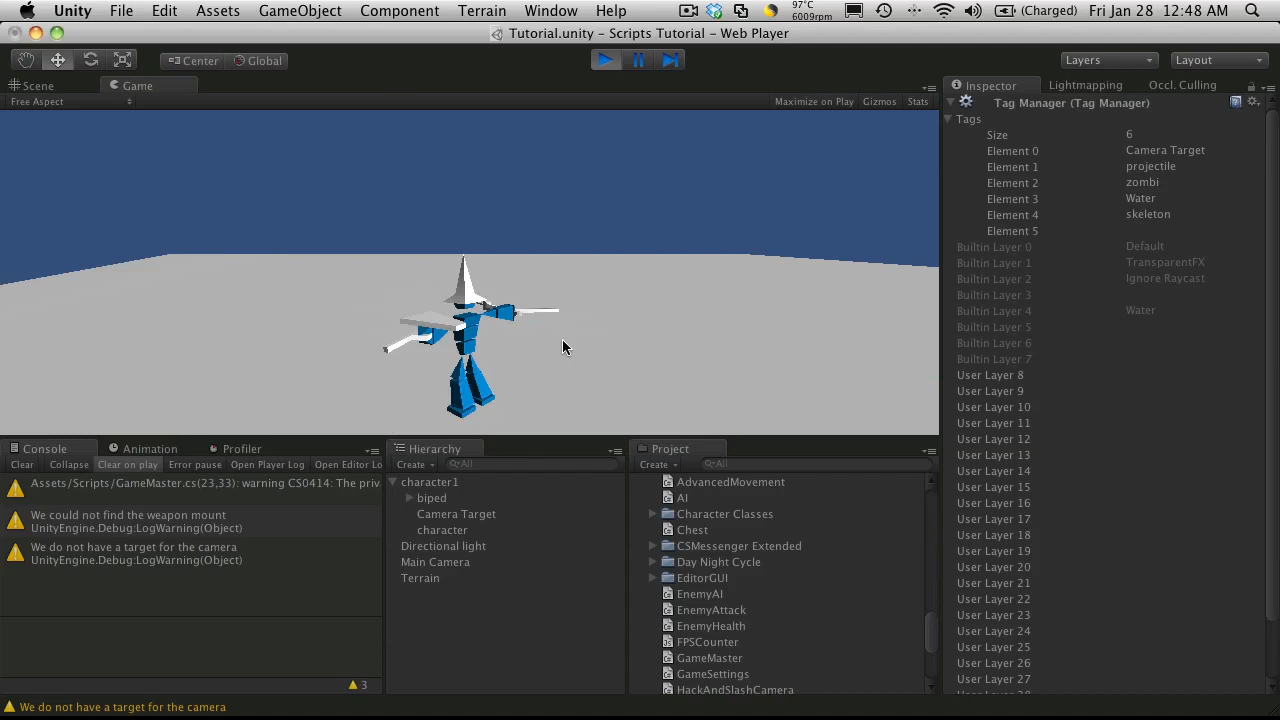 Unity File Edit Assets GameObject Component Terrain Window Help 97°C 6009rpm (Charged) Fri Jan 28 12:48 AM
Tutorial.unity - Scripts Tutorial - Web Player
Center Global Layers Layout
Scene Game
Free Aspect Maximize on Play Gizmos Stats
Inspector Lightmapping Occl. Culling
Tag Manager (Tag Manager)
Tags
Size 6
Element 0 Camera Target
Element 1 projectile
Element 2 zombi
Element 3 Water
Element 4 skeleton
Element 5
Builtin Layer 0 Default
Builtin Layer 1 TransparentFX
Builtin Layer 2 Ignore Raycast
Builtin Layer 3
Builtin Layer 4 Water
Builtin Layer 5
Builtin Layer 6
Builtin Layer 7
User Layer 8
User Layer 9
User Layer 10
User Layer 11
User Layer 12
User Layer 13
User Layer 14
User Layer 15
User Layer 16
User Layer 17
User Layer 18
User Layer 19
User Layer 20
User Layer 21
User Layer 22
User Layer 23
User Layer 24
User Layer 25
User Layer 26
User Layer 27
Console Animation Profiler
Clear Collapse Clear on play Error pause Open Player Log Open Editor Lo
Assets/Scripts/GameMaster.cs(23,33): warning CS0414: The priv
We could not find the weapon mount
UnityEngine.Debug:LogWarning(Object)
We do not have a target for the camera
UnityEngine.Debug:LogWarning(Object)
3
Hierarchy
Create All
character1
biped
Camera Target
character
Directional light
Main Camera
Terrain
Project
Create All
AdvancedMovement
AI
Character Classes
Chest
CSMessenger Extended
Day Night Cycle
EditorGUI
EnemyAI
EnemyAttack
EnemyHealth
FPSCounter
GameMaster
GameSettings
HackAndSlashCamera
We do not have a target for the camera